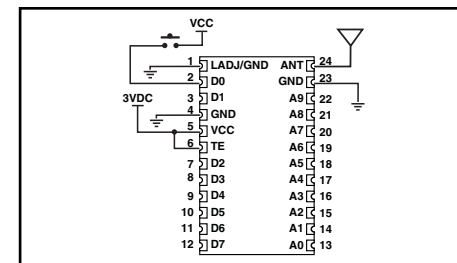 VCC
1 LADJ/GND ANT 24
2 D0 GND 23
3VDC 3 D1 A9 22
4 GND A8 21
5 VCC A7 20
6 TE A6 19
7 D2 A5 18
8 D3 A4 17
9 D4 A3 16
10 D5 A2 15
11 D6 A1 14
12 D7 A0 13